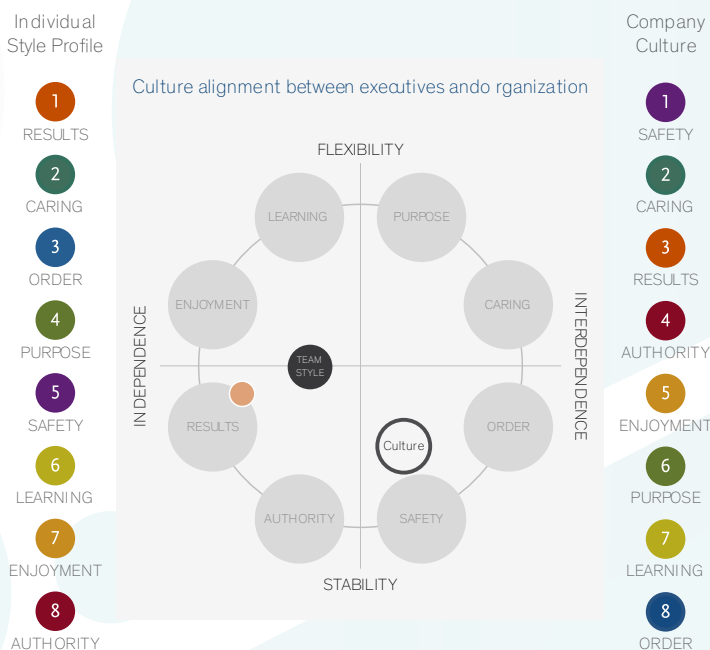 Individual
Style Profile
1
RESULTS
2
CARING
3
ORDER
4
PURPOSE
5
SAFETY
6
LEARNING
7
ENJOYMENT
8
AUTHORITY
Culture alignment between executives ando rganization
FLEXIBILITY
LEARNING
PURPOSE
ENJOYMENT
CARING
INDEPENDENCE
TEAM
STYLE
INTERDEPENDENCE
RESULTS
ORDER
Culture
AUTHORITY
SAFETY
STABILITY
Company
Culture
1
SAFETY
2
CARING
3
RESULTS
4
AUTHORITY
5
ENJOYMENT
6
PURPOSE
7
LEARNING
8
ORDER